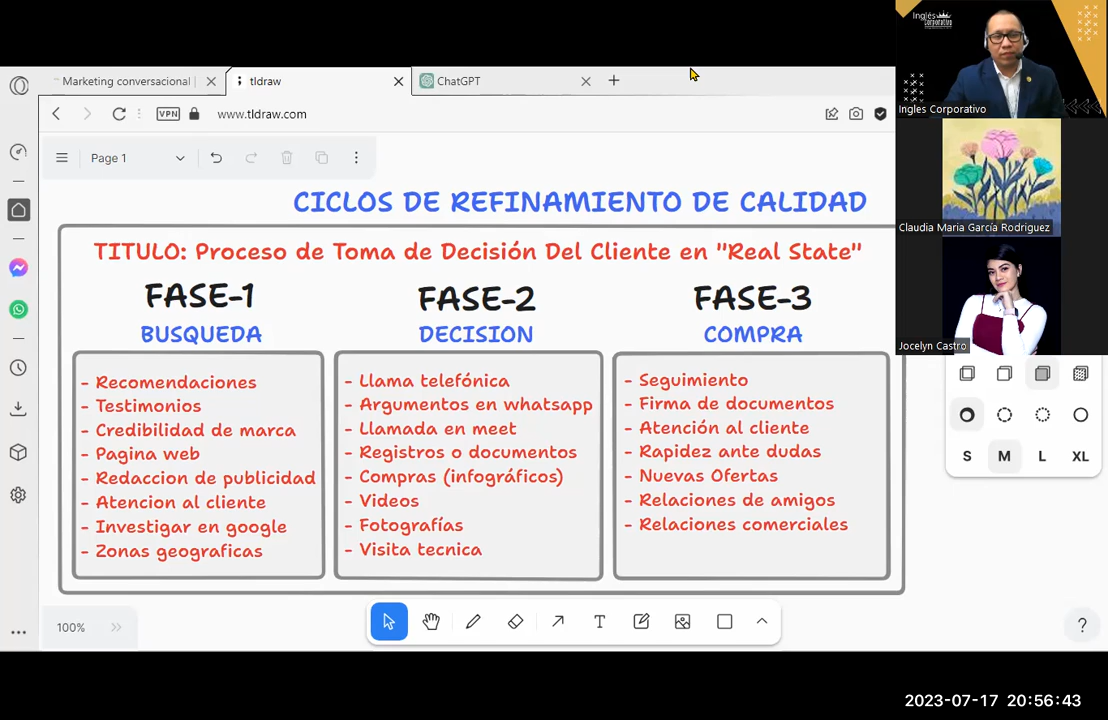 Marketing conversacional
tldraw
ChatGPT
VPN
www.tldraw.com
Page 1
CICLOS DE REFINAMIENTO DE CALIDAD
TITULO: Proceso de Toma de Decisión Del Cliente en "Real State"
FASE-1
BUSQUEDA
- Recomendaciones
- Testimonios
- Credibilidad de marca
- Pagina web
- Redaccion de publicidad
- Atencion al cliente
- Investigar en google
- Zonas geograficas
FASE-2
DECISION
- Llama telefónica
- Argumentos en whatsapp
- Llamada en meet
- Registros o documentos
- Compras (infográficos)
- Videos
- Fotografías
- Visita tecnica
FASE-3
COMPRA
- Seguimiento
- Firma de documentos
- Atención al cliente
- Rapidez ante dudas
- Nuevas Ofertas
- Relaciones de amigos
- Relaciones comerciales
100%
Inglés
Corporativo
Ingles Corporativo
Claudia Maria García Rodriguez
Jocelyn Castro
S M L XL
?
2023-07-17 20:56:43